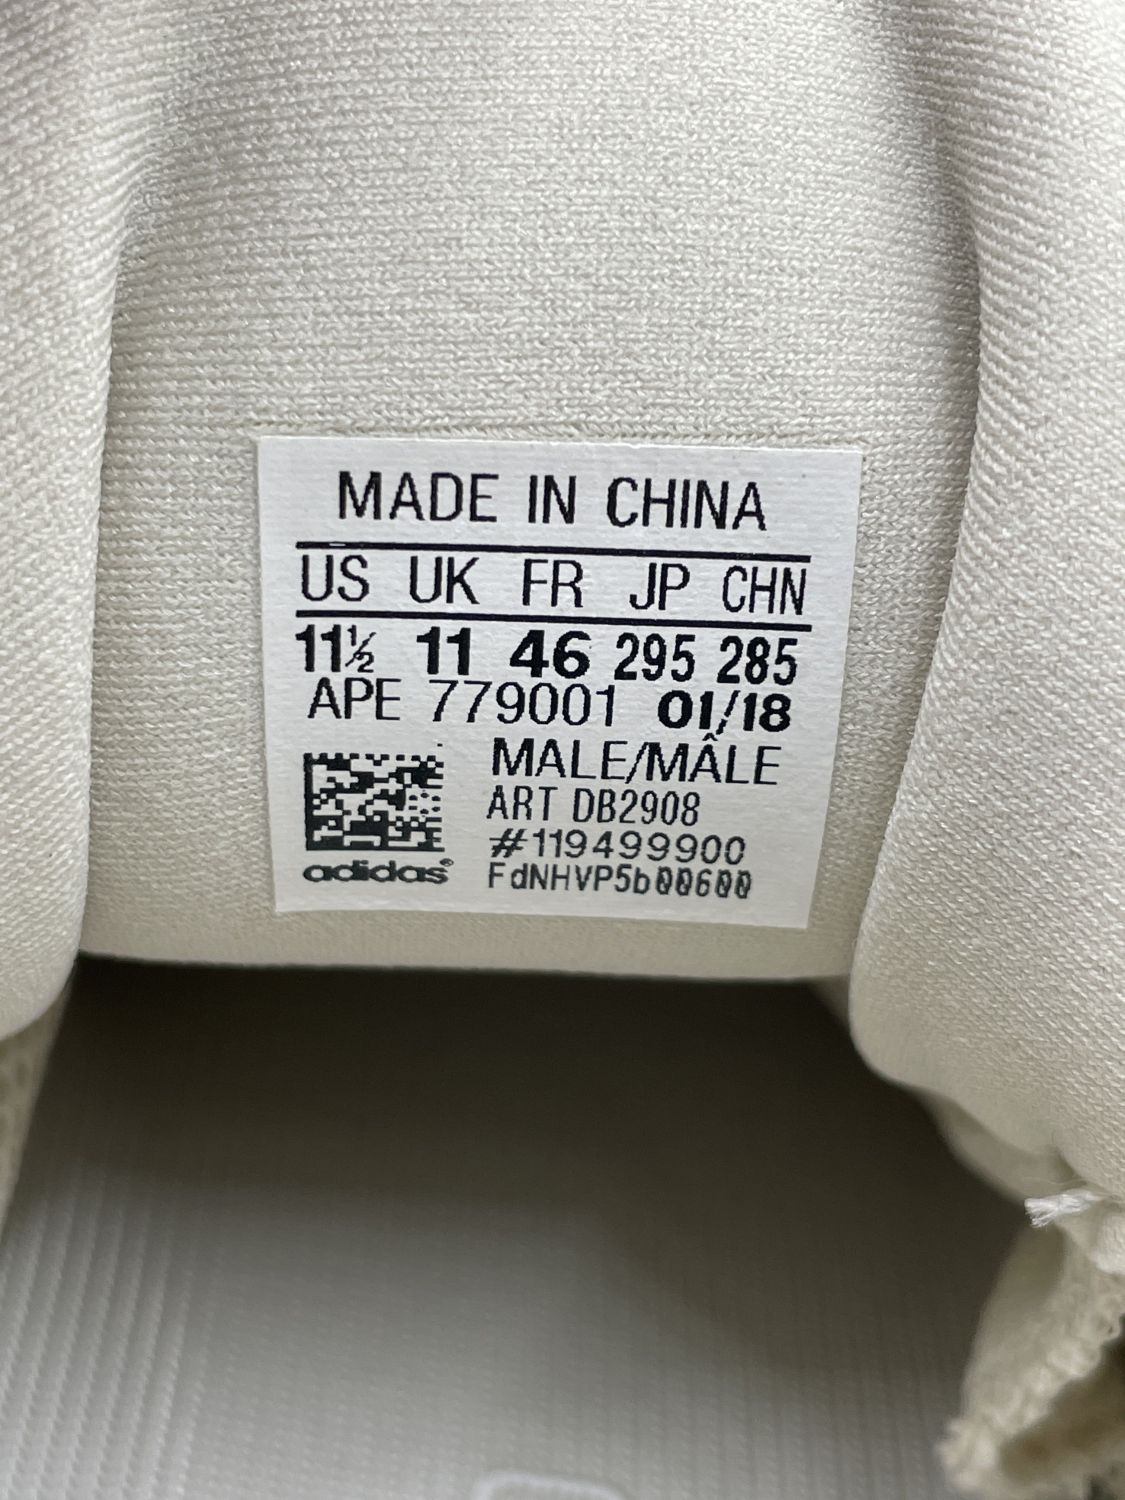 MADE IN CHINA
US UK FR JP CHN
11½ 11 46 295 285
APE 779001 01/18
MALE/MÂLE
ART DB2908
#119499900
FdNHVP5b00600
adidas®